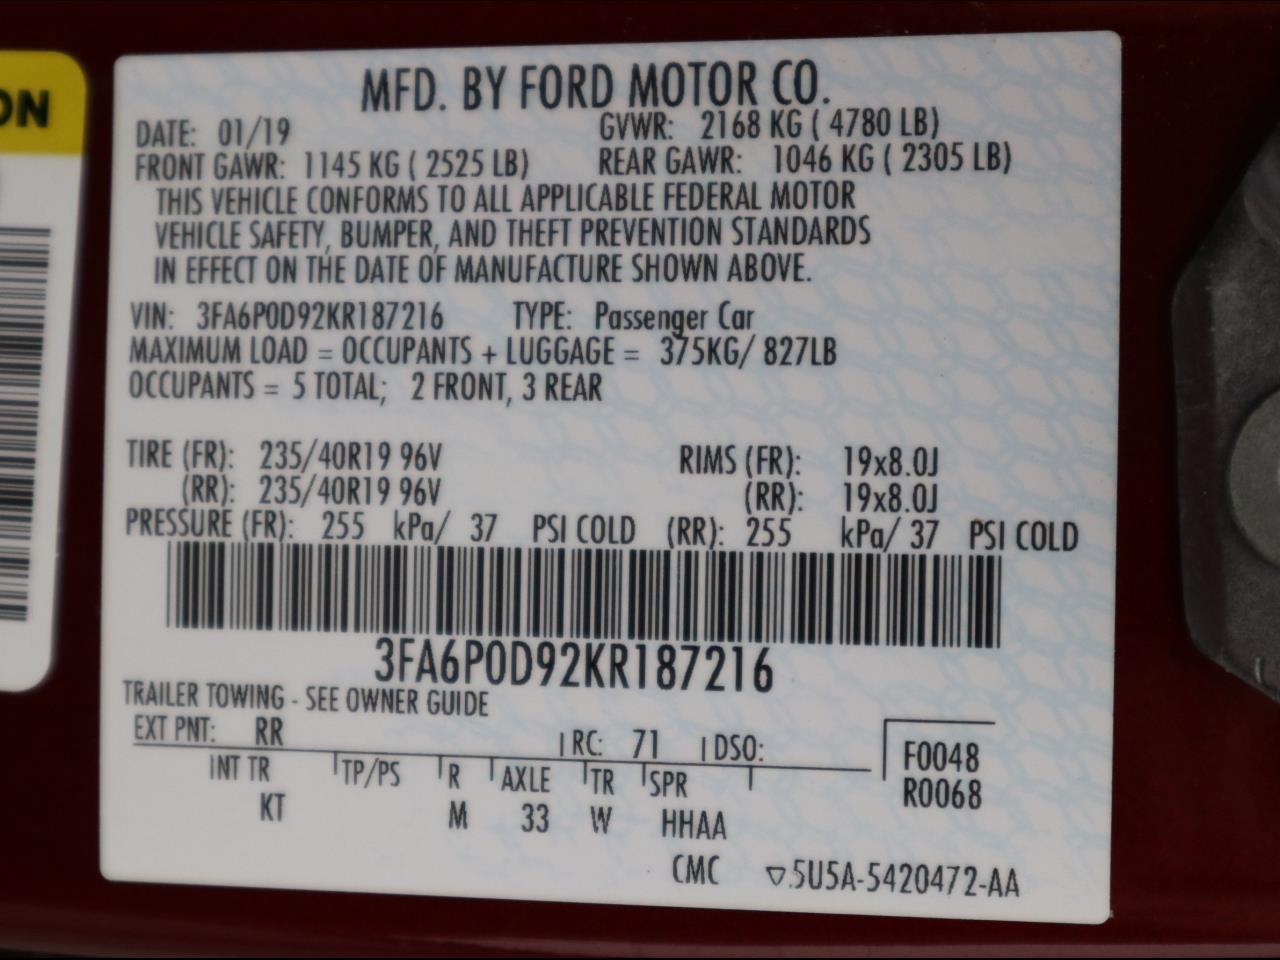 ON
MFD. BY FORD MOTOR CO.
DATE: 01/19 GVWR: 2168 KG ( 4780 LB)
FRONT GAWR: 1145 KG ( 2525 LB) REAR GAWR: 1046 KG ( 2305 LB)
THIS VEHICLE CONFORMS TO ALL APPLICABLE FEDERAL MOTOR
VEHICLE SAFETY, BUMPER, AND THEFT PREVENTION STANDARDS
IN EFFECT ON THE DATE OF MANUFACTURE SHOWN ABOVE.
VIN: 3FA6P0D92KR187216 TYPE: Passenger Car
MAXIMUM LOAD = OCCUPANTS + LUGGAGE = 375KG/ 827LB
OCCUPANTS = 5 TOTAL; 2 FRONT, 3 REAR
TIRE (FR): 235/40R19 96V RIMS (FR): 19x8.0J
(RR): 235/40R19 96V (RR): 19x8.0J
PRESSURE (FR): 255 kPa/ 37 PSI COLD (RR): 255 kPa/ 37 PSI COLD
3FA6P0D92KR187216
TRAILER TOWING - SEE OWNER GUIDE
EXT PNT: RR RC: 71 DSO: F0048
INT TR TP/PS R AXLE TR SPR R0068
KT M 33 W HHAA
CMC ▽5U5A-5420472-AA